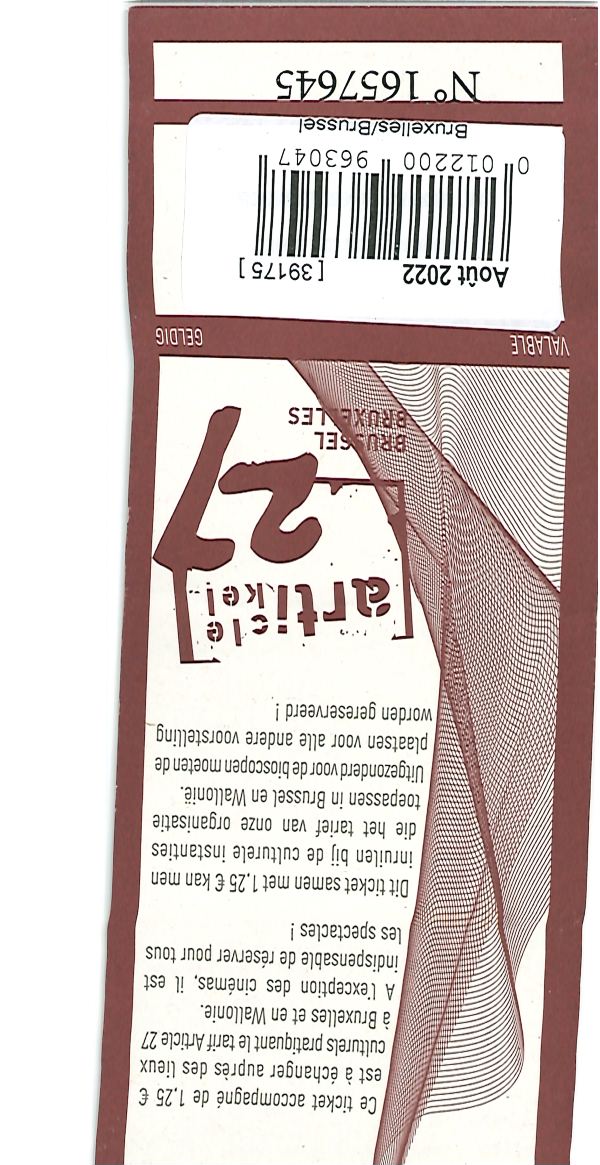 Ce ticket accompagné de 1,25 €
est à échanger auprès des lieux
culturels pratiquant le tarif Article 27
à Bruxelles et en Wallonie.
A l'exception des cinémas, il est
indispensable de réserver pour tous
les spectacles !
Dit ticket samen met 1,25 € kan men
inruilen bij de culturele instanties
die het tarief van onze organisatie
toepassen in Brussel en Wallonië.
Uitgezonderd voor de bioscopen moeten de
plaatsen voor alle andere voorstelling
worden gereserveerd !
[article
kel]
27
BRUSSEL
BRUXELLES
VALABLE GELDIG
Août 2022 [39175]
0 012200 963047
Bruxelles/Brussel
N° 1657645